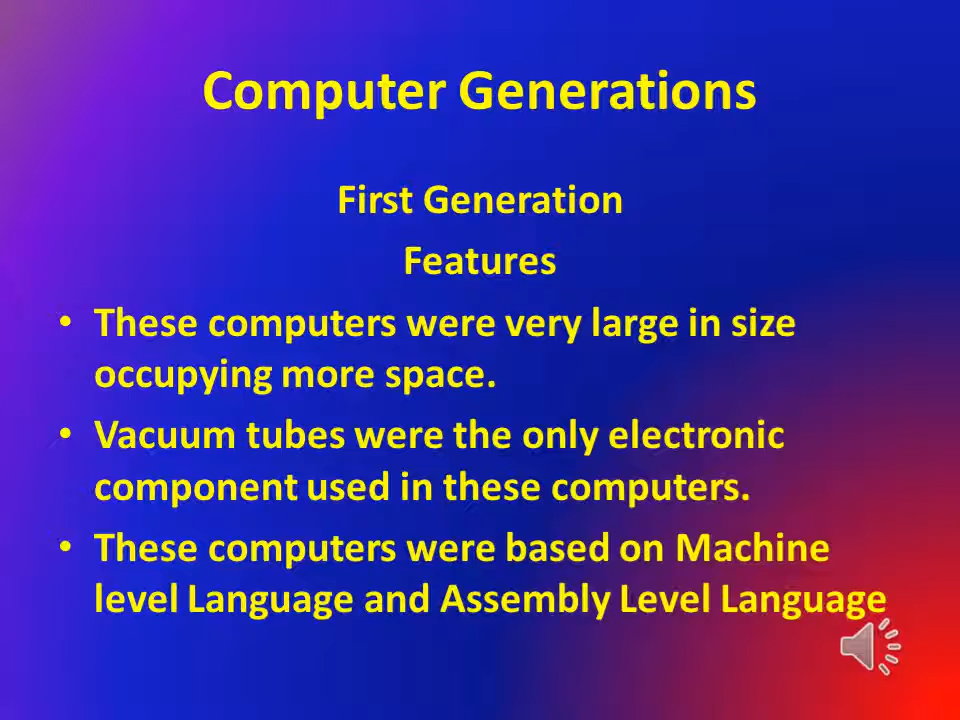 Computer Generations
First Generation
Features
• These computers were very large in size
occupying more space.
• Vacuum tubes were the only electronic
component used in these computers.
• These computers were based on Machine
level Language and Assembly Level Language